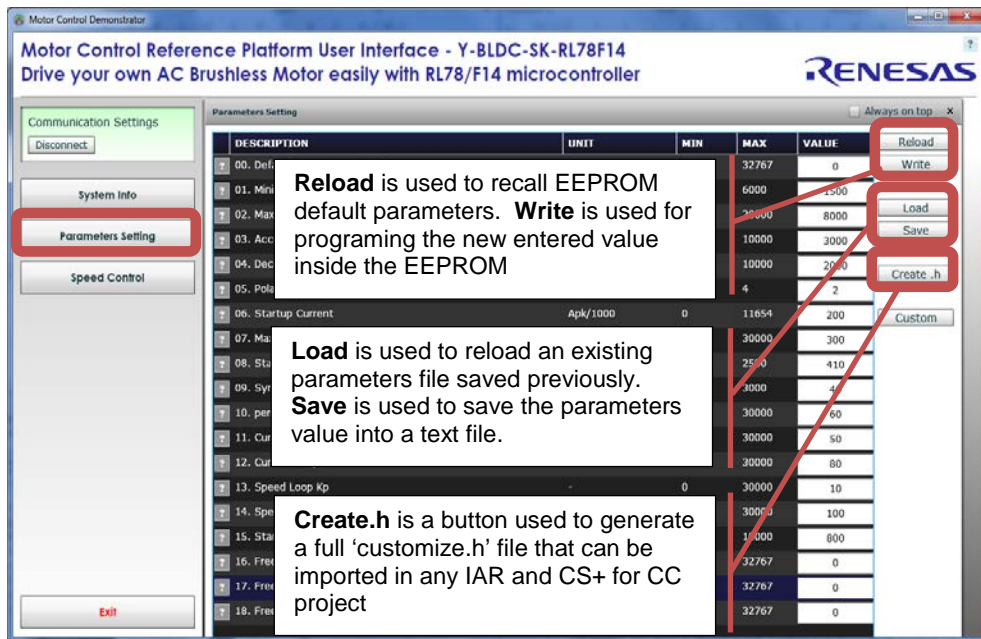 Motor Control Demonstrator
Motor Control Reference Platform User Interface - Y-BLDC-SK-RL78F14
Drive your own AC Brushless Motor easily with RL78/F14 microcontroller
RENESAS
?
Communication Settings
Disconnect
System Info
Parameters Setting
Speed Control
Exit
Parameters Setting
Always on top x
DESCRIPTION UNIT MIN MAX VALUE
? 00. Def 32767 0
? 01. Mini 6000 1500
? 02. Max 8000
? 03. Acc 10000 3000
? 04. Dec 10000
? 05. Pola 4 2
? 06. Startup Current Apk/1000 0 11654 200
? 07. Ma 30000 300
? 08. Sta 410
? 09. Syr 3000
? 10. per 30000 60
? 11. Cur 30000 50
? 12. Cur 30000 80
? 13. Speed Loop Kp - 0 30000 10
? 14. Spe 30000 100
? 15. Sta 800
? 16. Free 32767 0
? 17. Free 32767 0
? 18. Free 32767 0
Reload
Write
Load
Save
Create .h
Custom
Reload is used to recall EEPROM
default parameters. Write is used for
programing the new entered value
inside the EEPROM
Load is used to reload an existing
parameters file saved previously.
Save is used to save the parameters
value into a text file.
Create.h is a button used to generate
a full ‘customize.h’ file that can be
imported in any IAR and CS+ for CC
project